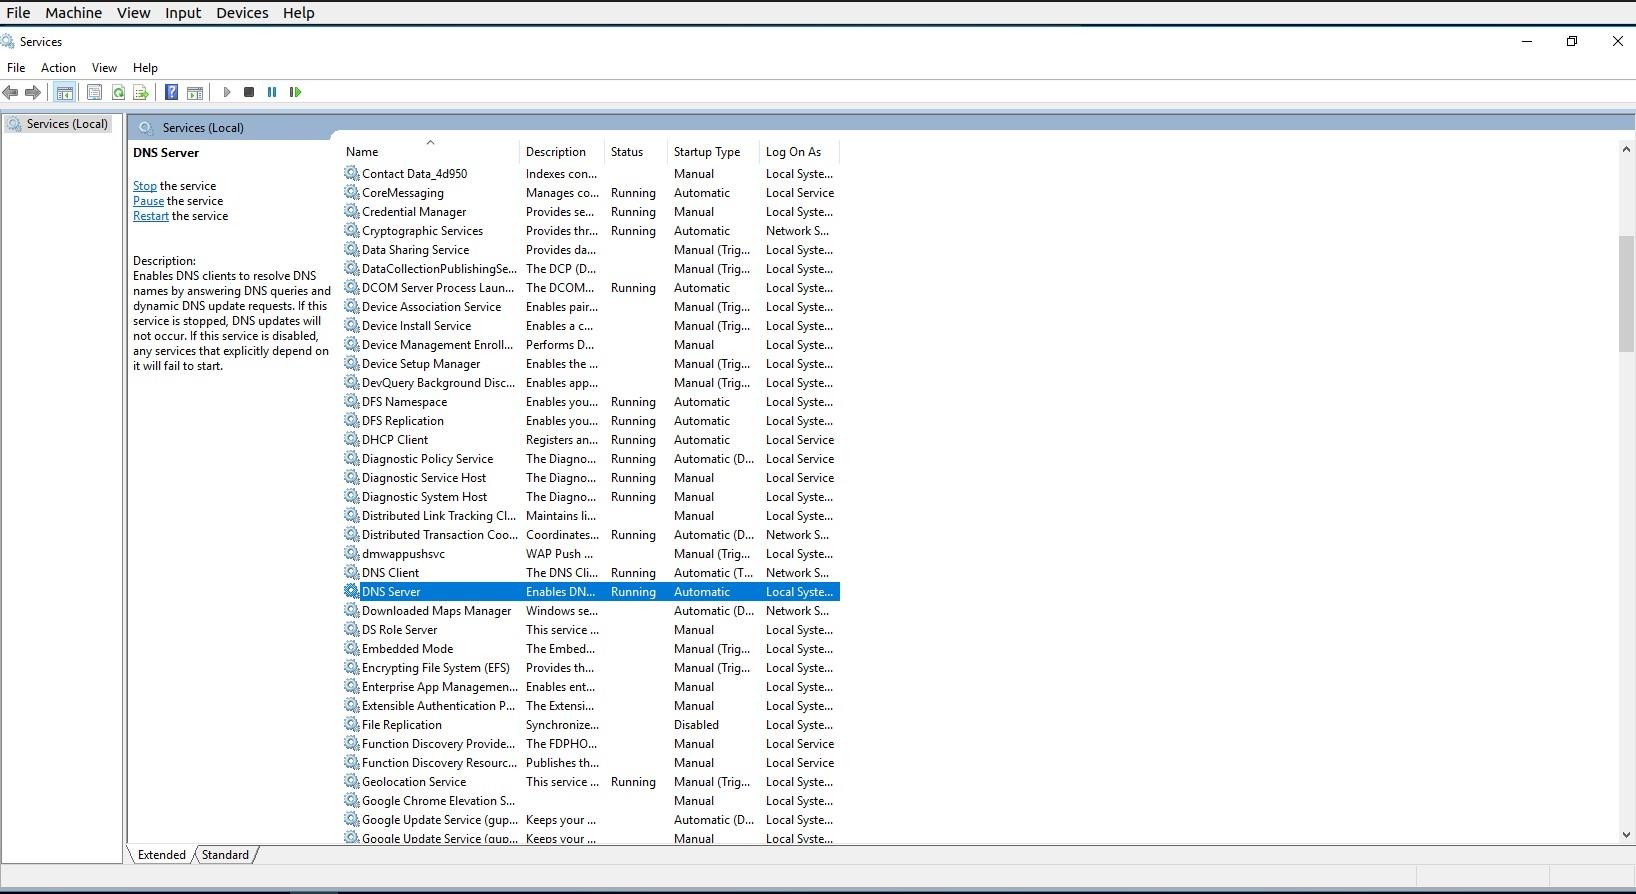 File Machine View Input Devices Help
Services
File Action View Help
Services (Local)
Services (Local)
DNS Server
Stop the service
Pause the service
Restart the service
Description:
Enables DNS clients to resolve DNS
names by answering DNS queries and
dynamic DNS update requests. If this
service is stopped, DNS updates will
not occur. If this service is disabled,
any services that explicitly depend on
it will fail to start.
Name Description Status Startup Type Log On As
Contact Data_4d950 Indexes con... Manual Local Syste...
CoreMessaging Manages co... Running Automatic Local Service
Credential Manager Provides se... Running Manual Local Syste...
Cryptographic Services Provides thr... Running Automatic Network S...
Data Sharing Service Provides da... Manual (Trig... Local Syste...
DataCollectionPublishingSe... The DCP (D... Manual (Trig... Local Syste...
DCOM Server Process Laun... The DCOM... Running Automatic Local Syste...
Device Association Service Enables pair... Manual (Trig... Local Syste...
Device Install Service Enables a c... Manual (Trig... Local Syste...
Device Management Enroll... Performs D... Manual Local Syste...
Device Setup Manager Enables the ... Manual (Trig... Local Syste...
DevQuery Background Disc... Enables app... Manual (Trig... Local Syste...
DFS Namespace Enables you... Running Automatic Local Syste...
DFS Replication Enables you... Running Automatic Local Syste...
DHCP Client Registers an... Running Automatic Local Service
Diagnostic Policy Service The Diagno... Running Automatic (D... Local Service
Diagnostic Service Host The Diagno... Running Manual Local Service
Diagnostic System Host The Diagno... Running Manual Local Syste...
Distributed Link Tracking Cl... Maintains li... Manual Local Syste...
Distributed Transaction Coo... Coordinates... Running Automatic (D... Network S...
dmwappushsvc WAP Push ... Manual (Trig... Local Syste...
DNS Client The DNS Cli... Running Automatic (T... Network S...
DNS Server Enables DN... Running Automatic Local Syste...
Downloaded Maps Manager Windows se... Automatic (D... Network S...
DS Role Server This service ... Manual Local Syste...
Embedded Mode The Embed... Manual (Trig... Local Syste...
Encrypting File System (EFS) Provides th... Manual (Trig... Local Syste...
Enterprise App Managemen... Enables ent... Manual Local Syste...
Extensible Authentication P... The Extensi... Manual Local Syste...
File Replication Synchronize... Disabled Local Syste...
Function Discovery Provide... The FDPHO... Manual Local Service
Function Discovery Resourc... Publishes th... Manual Local Service
Geolocation Service This service ... Running Manual (Trig... Local Syste...
Google Chrome Elevation S... Manual Local Syste...
Google Update Service (gup... Keeps your ... Automatic (D... Local Syste...
Google Update Service (gup... Keeps your ... Manual Local Syste...
Extended Standard